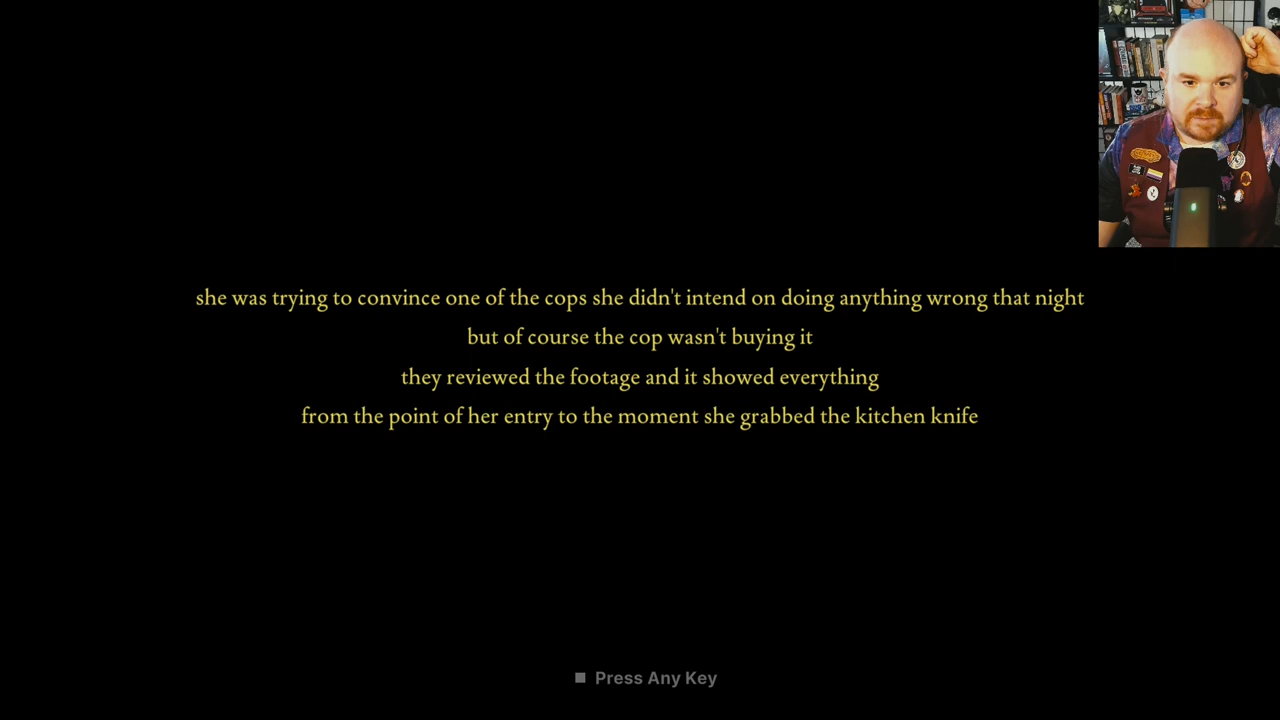 she was trying to convince one of the cops she didn't intend on doing anything wrong that night
but of course the cop wasn't buying it
they reviewed the footage and it showed everything
from the point of her entry to the moment she grabbed the kitchen knife
Press Any Key